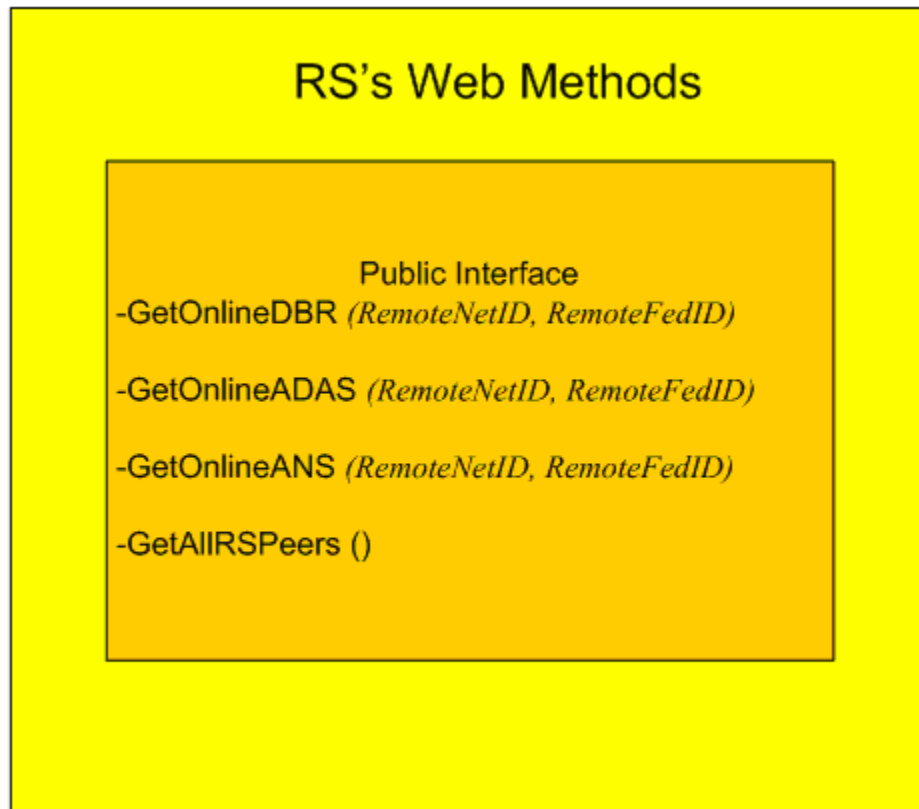 RS's Web Methods
Public Interface
-GetOnlineDBR (RemoteNetID, RemoteFedID)
-GetOnlineADAS (RemoteNetID, RemoteFedID)
-GetOnlineANS (RemoteNetID, RemoteFedID)
-GetAllRSPeers ()